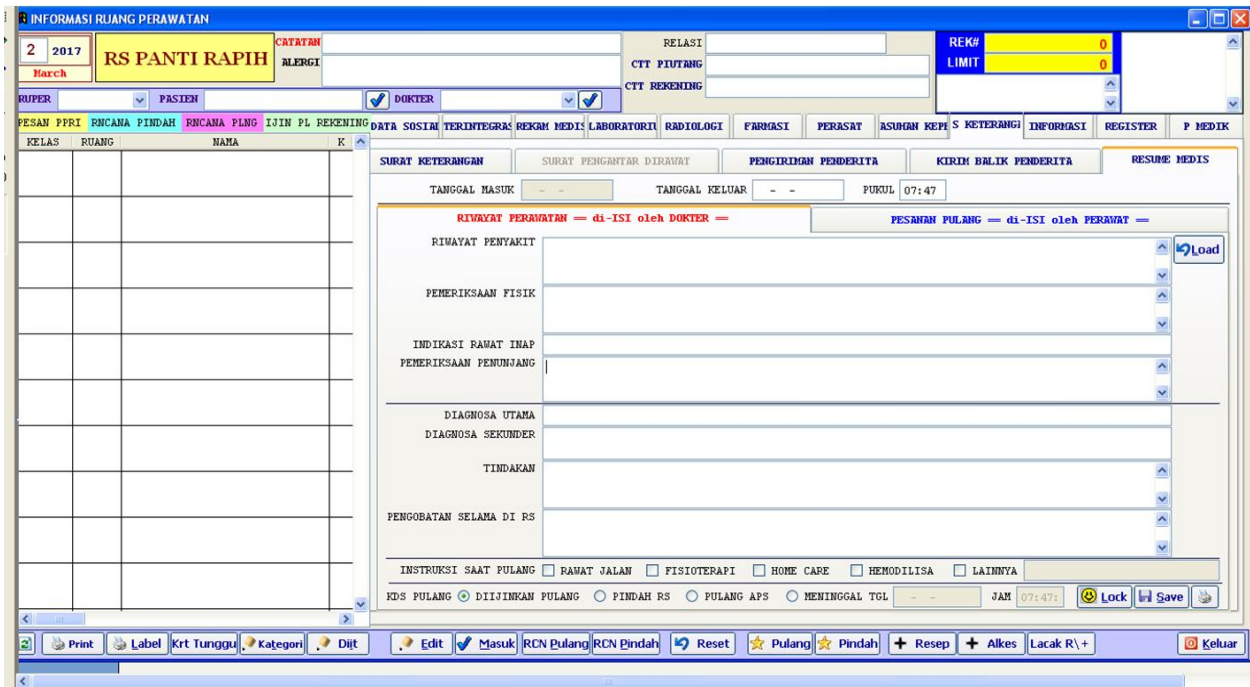 INFORMASI RUANG PERAWATAN
2 2017
March
RS PANTI RAPIH
CATATAN
ALERGI
RELASI
CTT PIUTANG
CTT REKENING
REK# 0
LIMIT 0
RUPER PASIEN DOKTER
PESAN PPRI RNCANA PINDAH RNCANA PLNG IJIN PL REKENING
DATA SOSIAL TERINTEGRAS REKAM MEDIS LABORATORIU RADIOLOGI FARMASI PERASAT ASUHAN KEPE S KETERANGI INFORMASI REGISTER P MEDIK
KELAS RUANG NAMA K
SURAT KETERANGAN SURAT PENGANTAR DIRAWAT PENGIRIMAN PENDERITA KIRIM BALIK PENDERITA RESUME MEDIS
TANGGAL MASUK - - TANGGAL KELUAR - - PUKUL 07:47
RIWAYAT PERAWATAN == di-ISI oleh DOKTER ==
PESANAN PULANG == di-ISI oleh PERAWAT ==
RIWAYAT PENYAKIT
Load
PEMERIKSAAN FISIK
INDIKASI RAWAT INAP
PEMERIKSAAN PENUNJANG
DIAGNOSA UTAMA
DIAGNOSA SEKUNDER
TINDAKAN
PENGOBATAN SELAMA DI RS
INSTRUKSI SAAT PULANG RAWAT JALAN FISIOTERAPI HOME CARE HEMODILISA LAINNYA
KDS PULANG DIIJINKAN PULANG PINDAH RS PULANG APS MENINGGAL TGL - - JAM 07:47: Lock Save
Print Label Krt Tunggu Kategori Dijt Edit Masuk RCN Pulang RCN Pindah Reset Pulang Pindah Resep Alkes Lacak R\+ Keluar